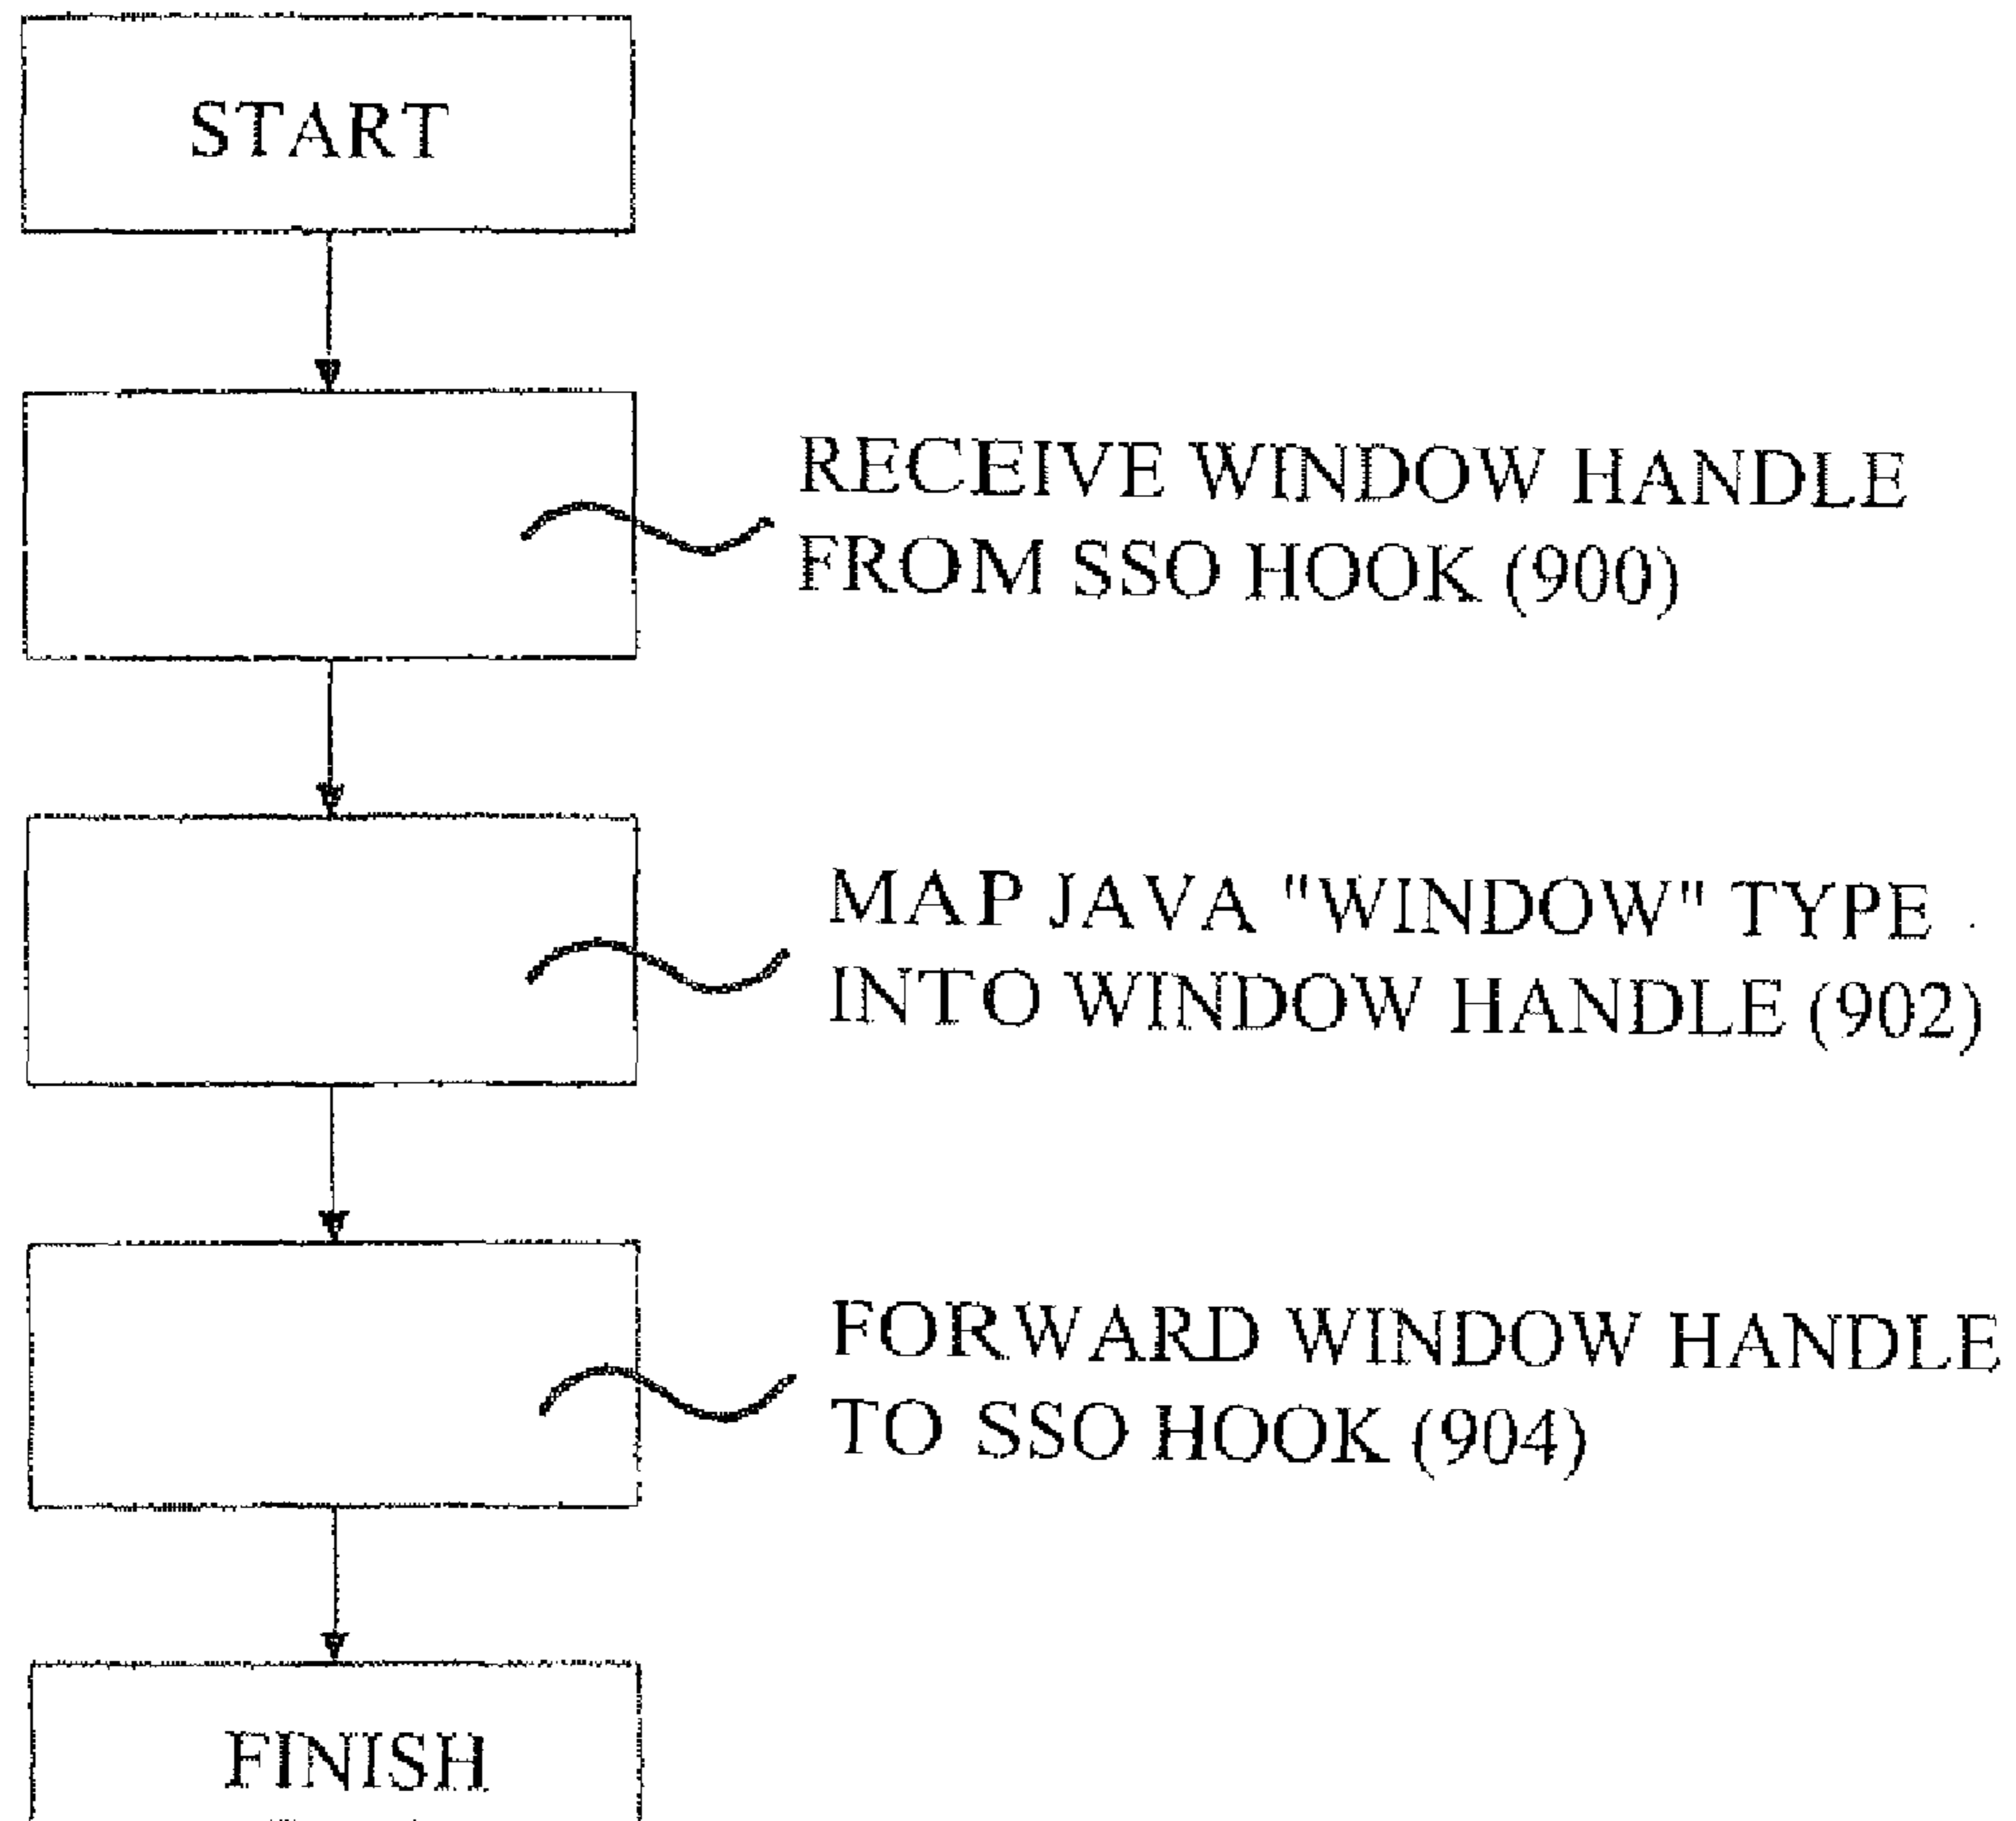 START
RECEIVE WINDOW HANDLE
FROM SSO HOOK (900)
MAP JAVA "WINDOW" TYPE
INTO WINDOW HANDLE (902)
FORWARD WINDOW HANDLE
TO SSO HOOK (904)
FINISH